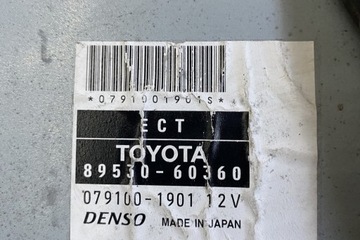 *0791001901S*
ECT
TOYOTA
89530-60360
079100-1901 12V
DENSO MADE IN JAPAN